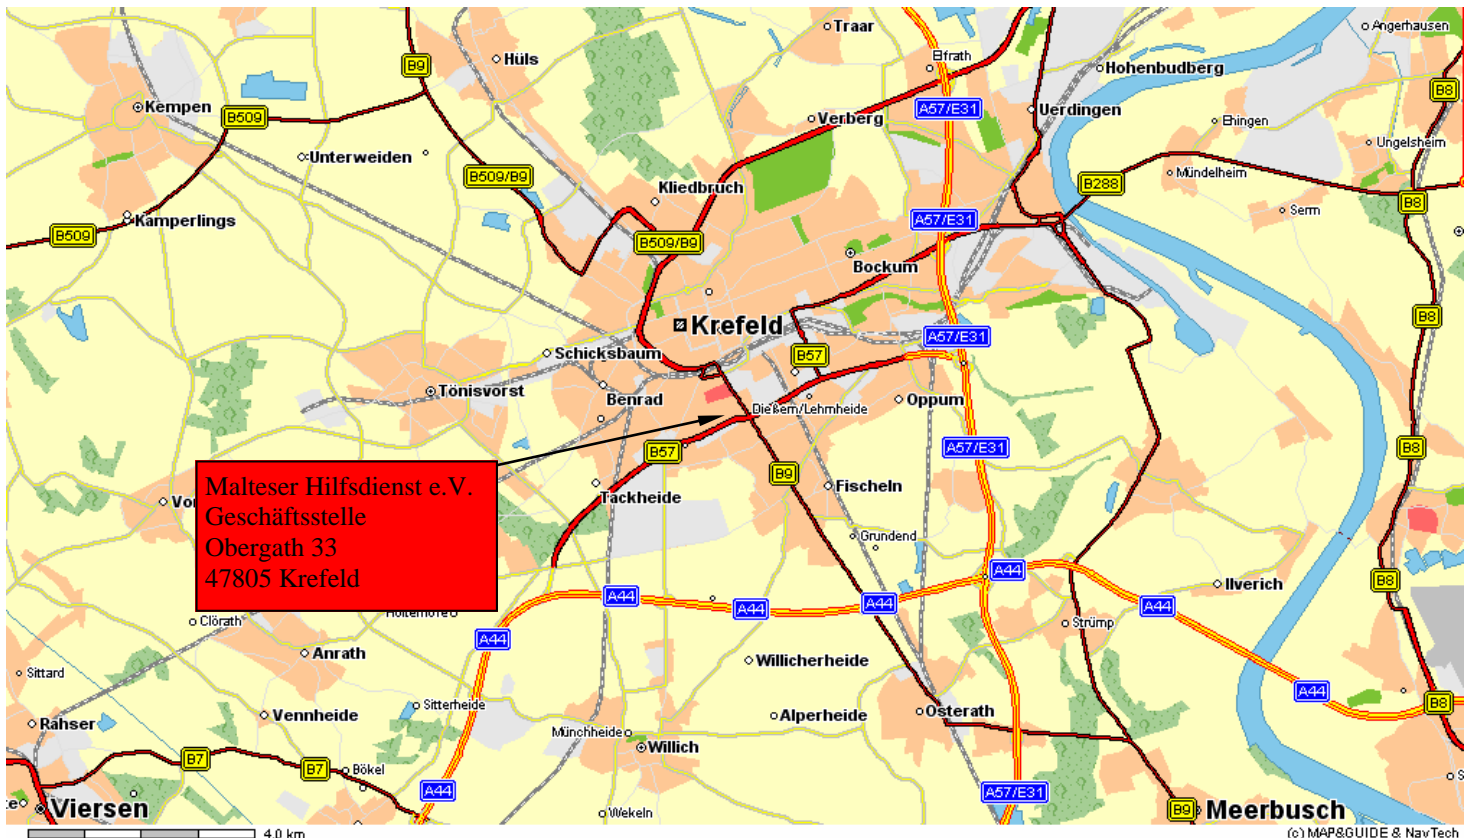 Traar
Angerhausen
Hüls
Elfrath
Hohenbudberg
B9
B8
Kempen
A57/E31
Uerdingen
B509
Verberg
Ehingen
Unterweiden
Ungelsheim
B509/B9
Kliedbruch
B288
Mündelheim
B8
Kamperlings
A57/E31
Serm
B509
B509/B9
Bockum
Krefeld
B8
A57/E31
Schicksbaum
B57
Tönisvorst
Benrad
Oppum
Dießem/Lehmheide
B57
A57/E31
B8
B9
Malteser Hilfsdienst e.V.
Geschäftsstelle
Obergath 33
47805 Krefeld
Tackheide
Fischeln
Grundend
A44
B8
Ilverich
A44
A44
A44
A44
Clörath
Strümp
A44
Anrath
Willicherheide
Sittard
A44
Sitterheide
Rahser
Vennheide
Alperheide
Osterath
B8
Münchheide
Willich
B7
B7
Bökel
A44
A57/E31
Viersen
Wekeln
B9
Meerbusch
4,0 km
(c) MAP&GUIDE & NavTech